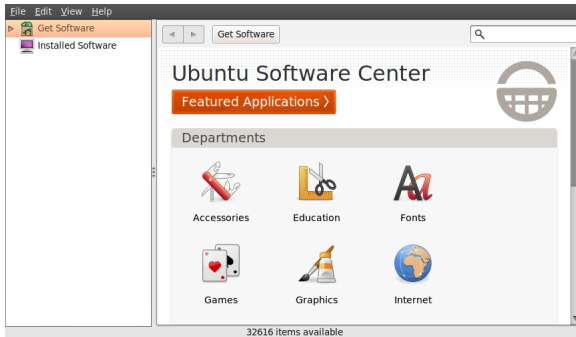 File Edit View Help
Get Software
Installed Software
Get Software
Ubuntu Software Center
Featured Applications ⟩
Departments
Accessories Education Fonts
Games Graphics Internet
32616 items available